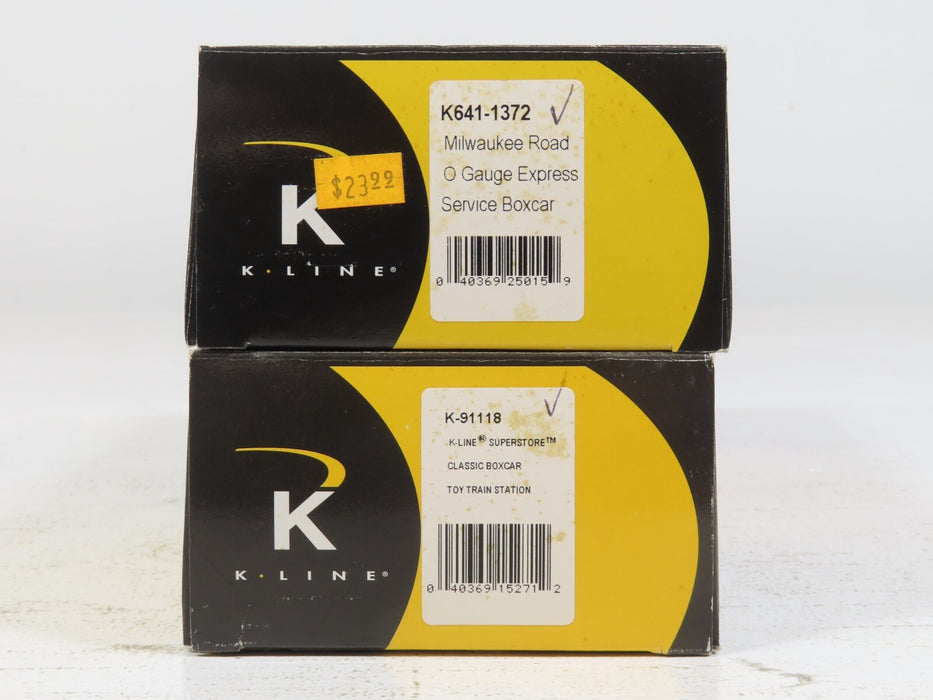 K641-1372
Milwaukee Road
O Gauge Express
Service Boxcar
0 40369 25015 9
$23.99
K
K·LINE®
K-91118
K-LINE® SUPERSTORE™
CLASSIC BOXCAR
TOY TRAIN STATION
0 40369 15271 2
K
K·LINE®